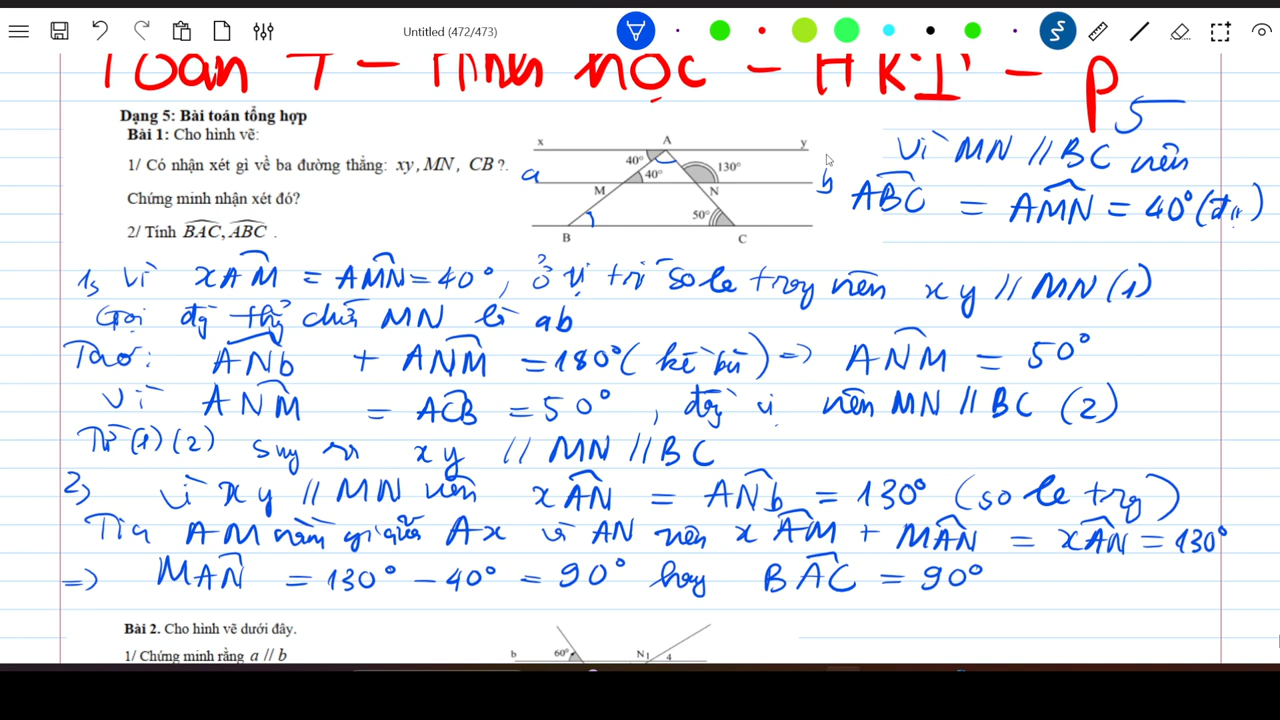 Untitled (472/473)
Toán 7 – Hình học – HKI – P5
Dạng 5: Bài toán tổng hợp
Bài 1: Cho hình vẽ:
1/ Có nhận xét gì về ba đường thẳng: xy, MN, CB ?.
Chứng minh nhận xét đó?
2/ Tính BAC, ABC .
x A y
40° 40° 130°
a M N b
50°
B C
Vì MN // BC nên
ABC = AMN = 40° (đv)
1, Vì xAM = AMN = 40°, ở vị trí so le trong nên xy // MN (1)
Gọi đg thg chứa MN là ab
Ta có: ANb + ANM = 180° ( kề bù ) => ANM = 50°
Vì ANM = ACB = 50° , đồng vị nên MN // BC (2)
Từ (1) (2) suy ra xy // MN // BC
2) Vì xy // MN nên xAN = ANb = 130° (so le trg)
Tia AM nằm giữa Ax và AN nên xAM + MAN = xAN = 130°
=> MAN = 130° – 40° = 90° hay BAC = 90°
Bài 2. Cho hình vẽ dưới đây.
1/ Chứng minh rằng a // b
b 60° N 1 4